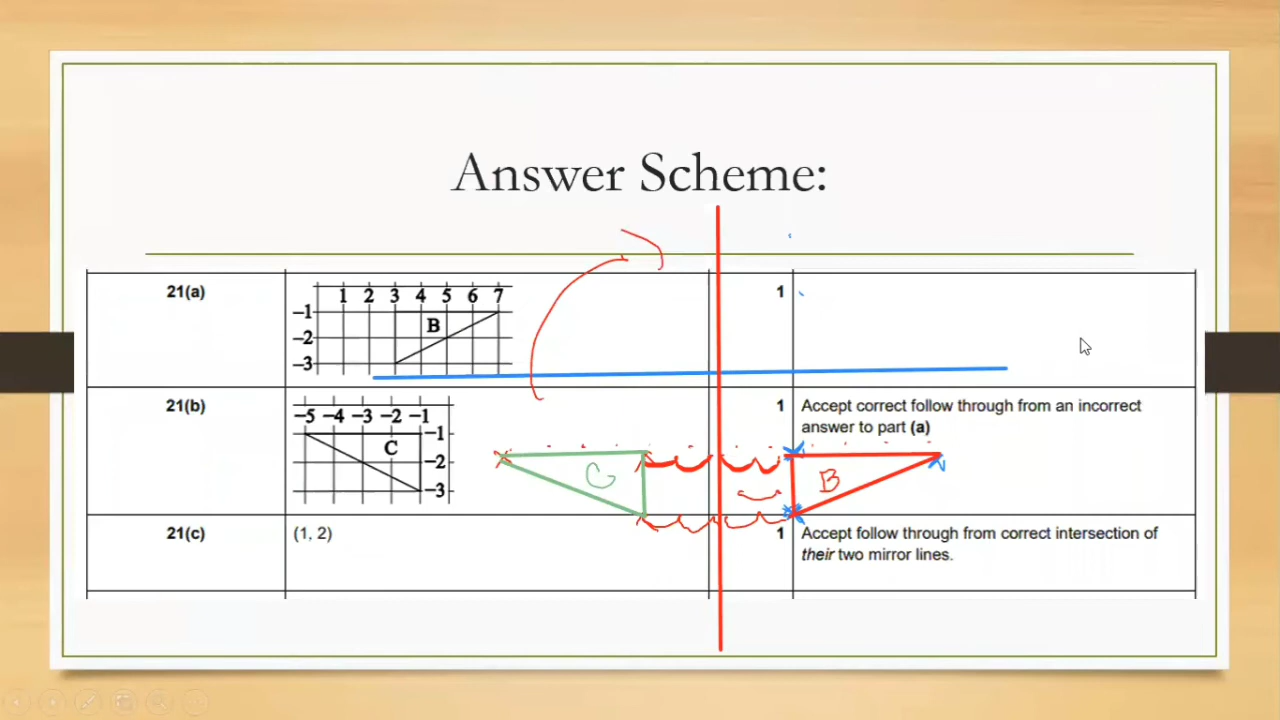 Answer Scheme:
21(a)
1 2 3 4 5 6 7
B
−1
−2
−3
1
21(b)
−5 −4 −3 −2 −1
C
−1
−2
−3
1
Accept correct follow through from an incorrect
answer to part (a)
C
B
21(c)
(1, 2)
1
Accept follow through from correct intersection of
their two mirror lines.